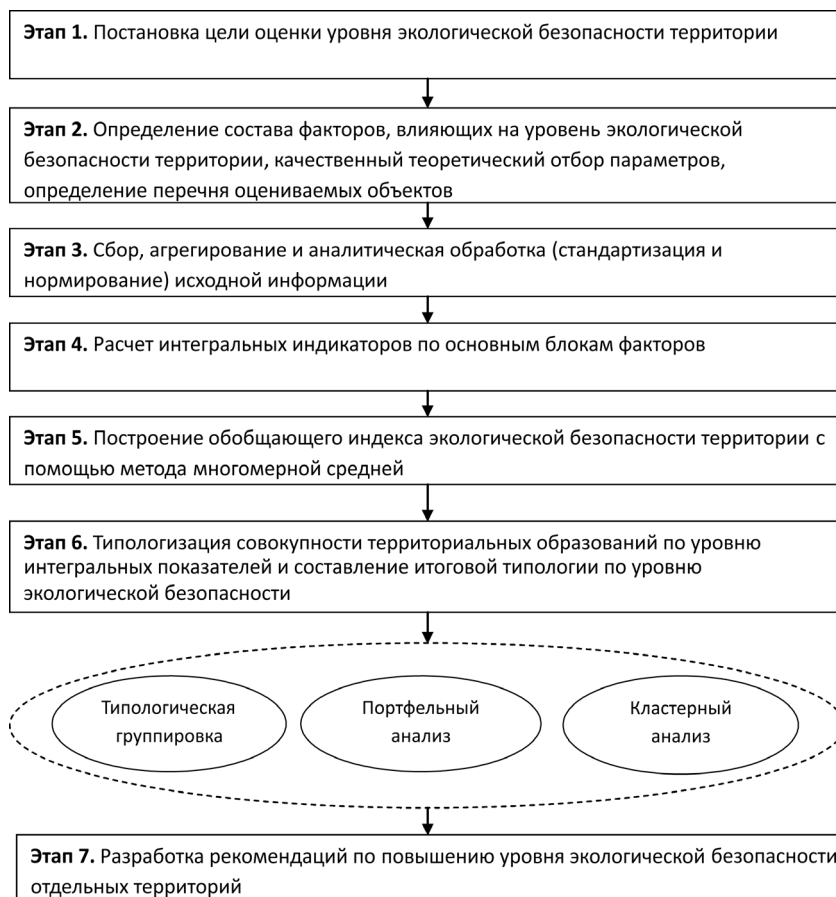 Этап 1. Постановка цели оценки уровня экологической безопасности территории
Этап 2. Определение состава факторов, влияющих на уровень экологической
безопасности территории, качественный теоретический отбор параметров,
определение перечня оцениваемых объектов
Этап 3. Сбор, агрегирование и аналитическая обработка (стандартизация и
нормирование) исходной информации
Этап 4. Расчет интегральных индикаторов по основным блокам факторов
Этап 5. Построение обобщающего индекса экологической безопасности территории с
помощью метода многомерной средней
Этап 6. Типологизация совокупности территориальных образований по уровню
интегральных показателей и составление итоговой типологии по уровню
экологической безопасности
Типологическая
группировка
Портфельный
анализ
Кластерный
анализ
Этап 7. Разработка рекомендаций по повышению уровня экологической безопасности
отдельных территорий